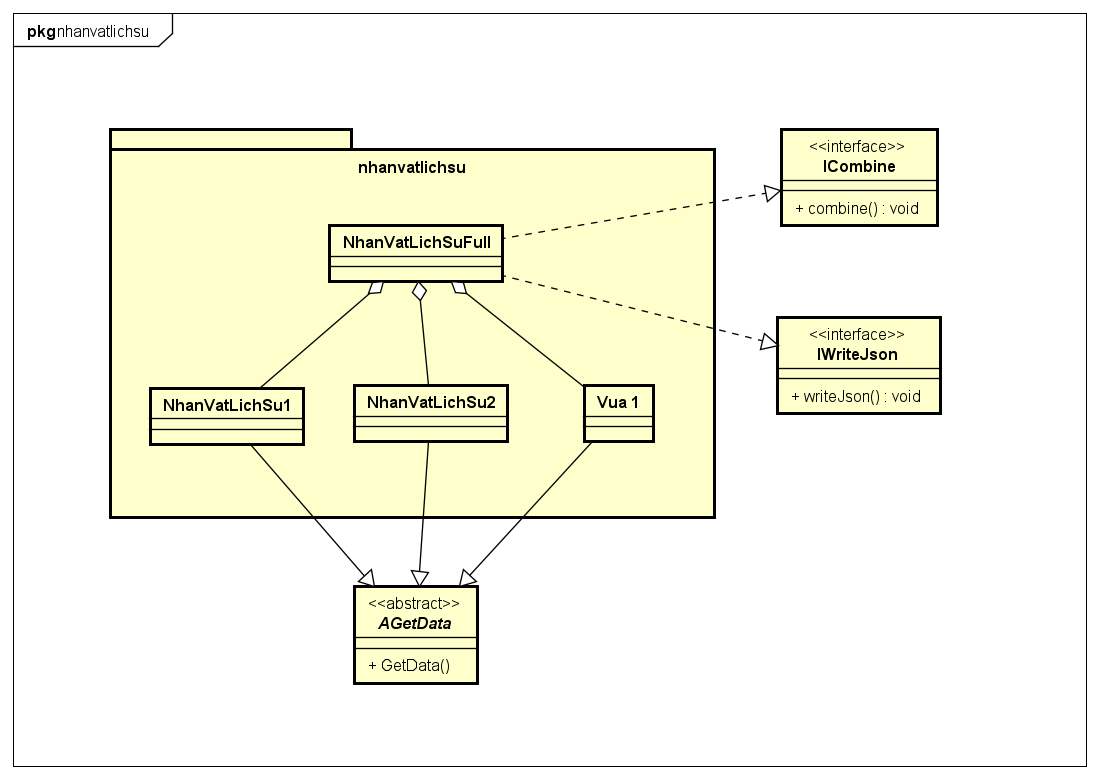 pkgnhanvatlichsu
nhanvatlichsu
<<interface>>
ICombine
+ combine() : void
NhanVatLichSuFull
<<interface>>
IWriteJson
+ writeJson() : void
NhanVatLichSu1
NhanVatLichSu2
Vua 1
<<abstract>>
AGetData
+ GetData()